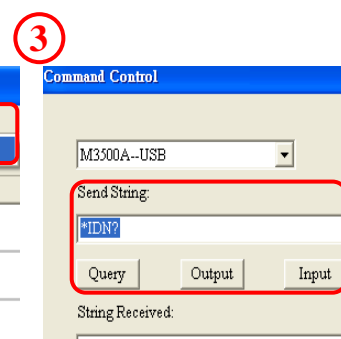 3
Command Control
M3500A--USB
Send String:
*IDN?
Query Output Input
String Received: